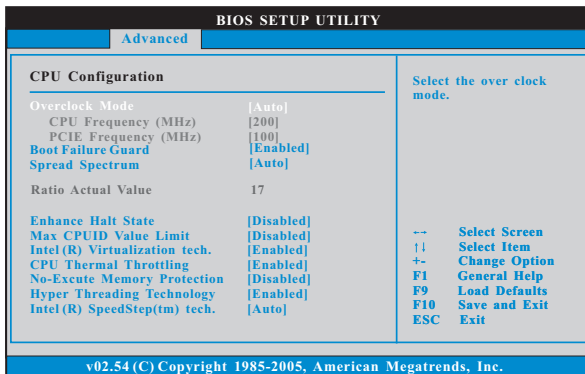 BIOS SETUP UTILITY
Advanced
CPU Configuration
Overclock Mode [Auto]
CPU Frequency (MHz) [200]
PCIE Frequency (MHz) [100]
Boot Failure Guard [Enabled]
Spread Spectrum [Auto]
Ratio Actual Value 17
Enhance Halt State [Disabled]
Max CPUID Value Limit [Disabled]
Intel (R) Virtualization tech. [Enabled]
CPU Thermal Throttling [Enabled]
No-Excute Memory Protection [Disabled]
Hyper Threading Technology [Enabled]
Intel (R) SpeedStep(tm) tech. [Auto]
Select the over clock
mode.
←→ Select Screen
↑↓ Select Item
+- Change Option
F1 General Help
F9 Load Defaults
F10 Save and Exit
ESC Exit
v02.54 (C) Copyright 1985-2005, American Megatrends, Inc.